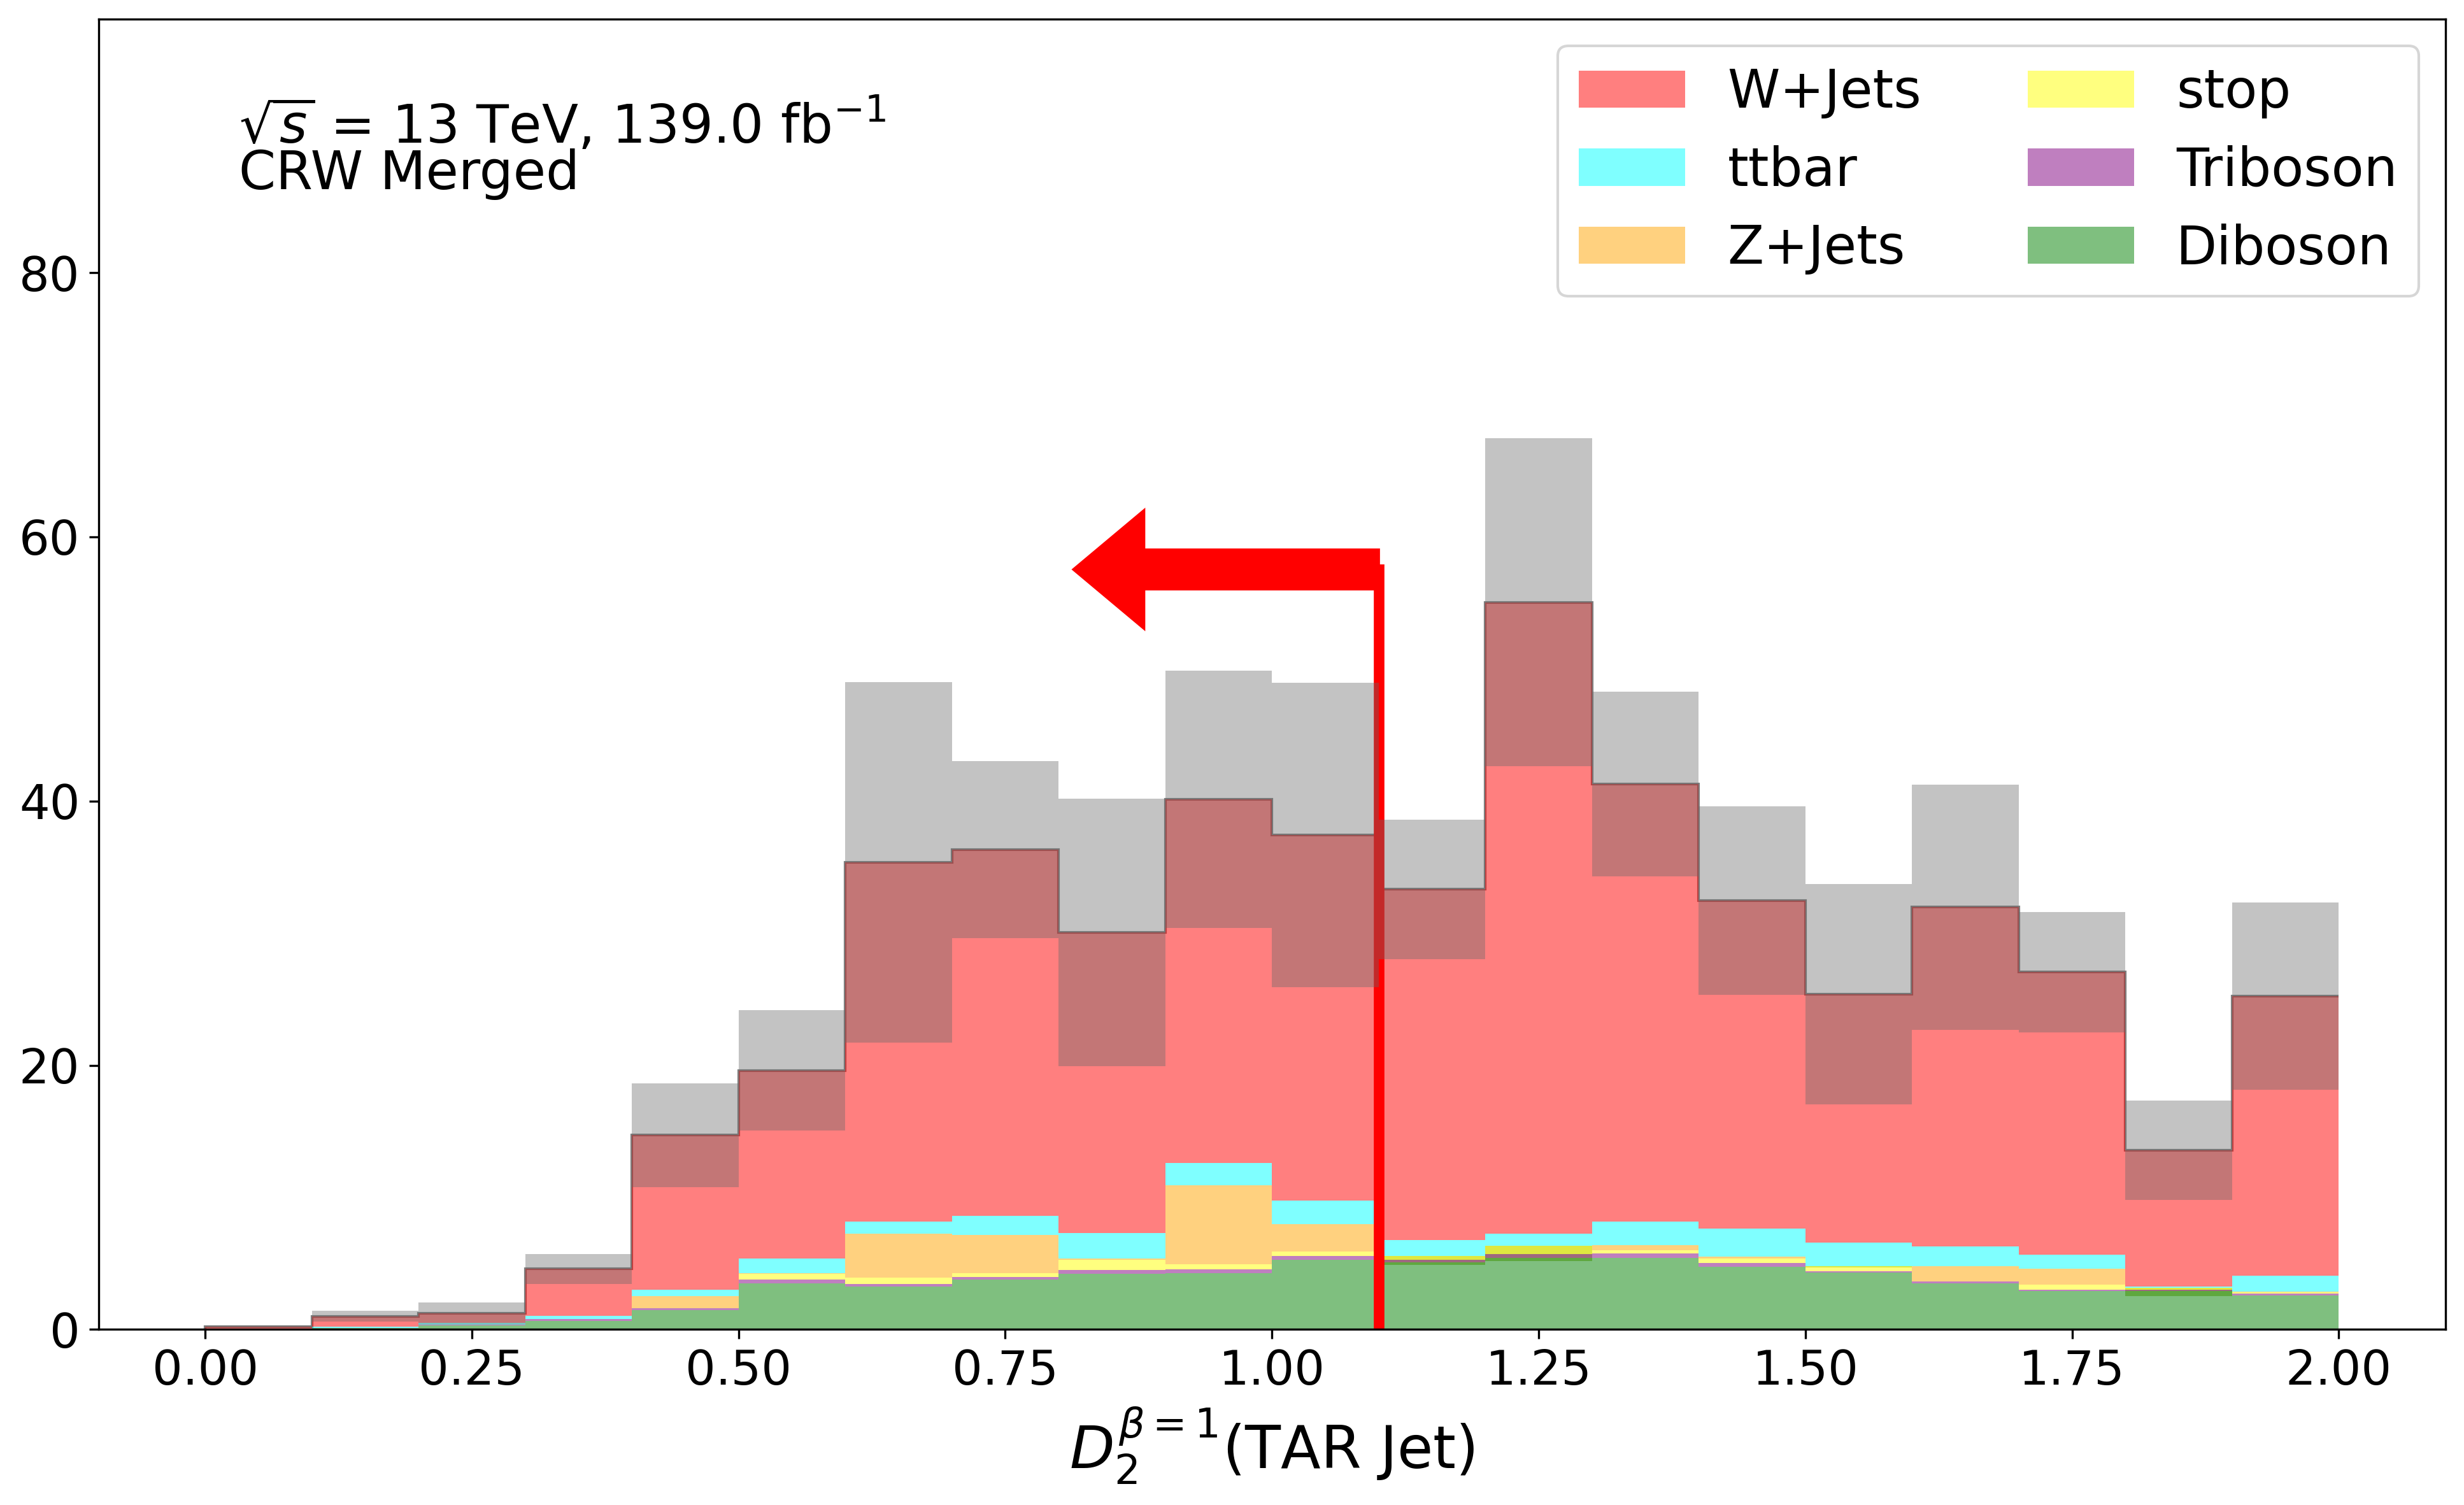 √s = 13 TeV, 139.0 fb⁻¹
CRW Merged
W+Jets
ttbar
Z+Jets
stop
Triboson
Diboson
80
60
40
20
0
0.00 0.25 0.50 0.75 1.00 1.25 1.50 1.75 2.00
D₂^{β=1}(TAR Jet)